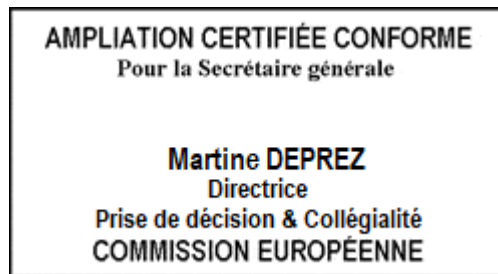 AMPLIATION CERTIFIÉE CONFORME
Pour la Secrétaire générale
Martine DEPREZ
Directrice
Prise de décision & Collégialité
COMMISSION EUROPÉENNE